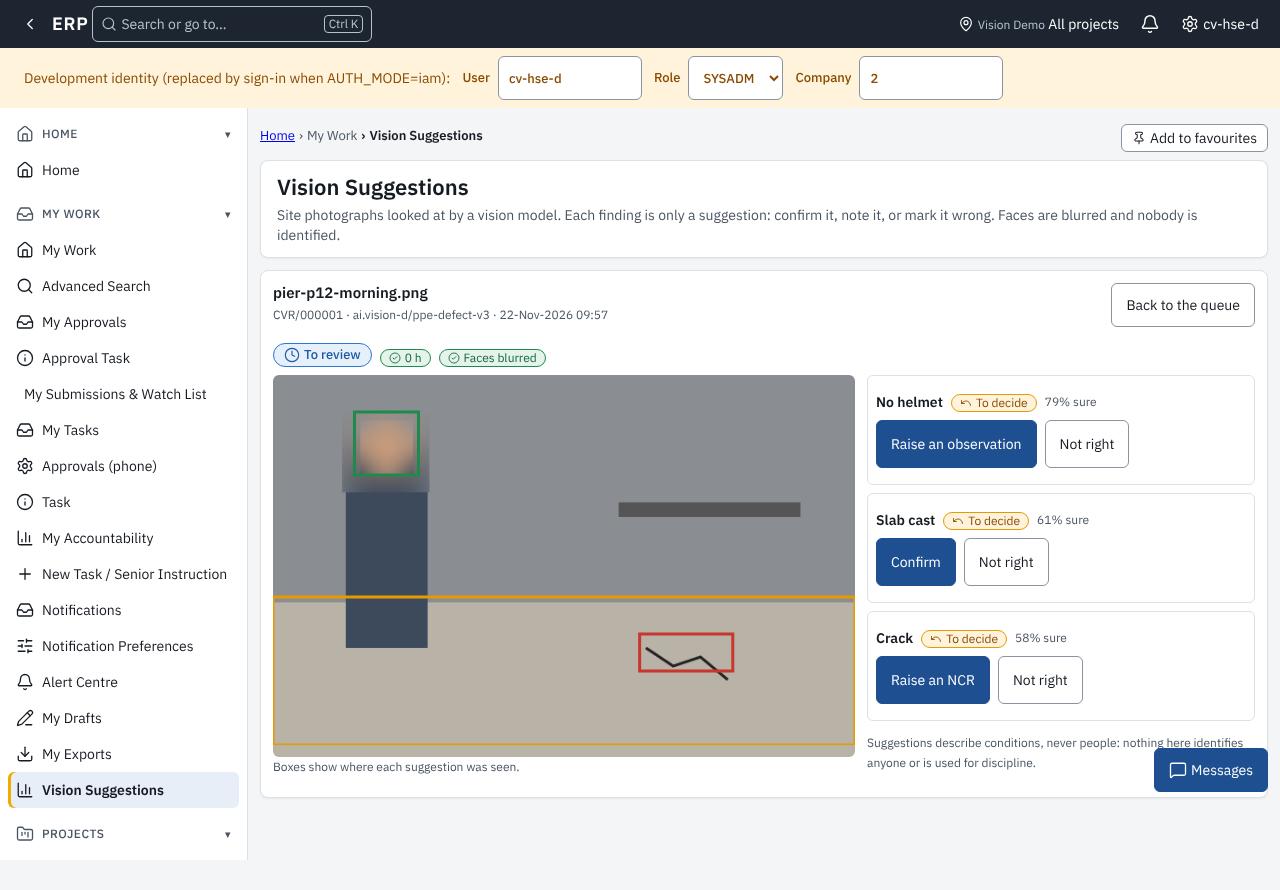 ERP
Search or go to...
Ctrl K
Vision Demo All projects
cv-hse-d
Development identity (replaced by sign-in when AUTH_MODE=iam):
User
cv-hse-d
Role
SYSADM
Company
2
HOME
Home
MY WORK
My Work
Advanced Search
My Approvals
Approval Task
My Submissions & Watch List
My Tasks
Approvals (phone)
Task
My Accountability
New Task / Senior Instruction
Notifications
Notification Preferences
Alert Centre
My Drafts
My Exports
Vision Suggestions
PROJECTS
Home › My Work › Vision Suggestions
Add to favourites
Vision Suggestions
Site photographs looked at by a vision model. Each finding is only a suggestion: confirm it, note it, or mark it wrong. Faces are blurred and nobody is
identified.
pier-p12-morning.png
CVR/000001 · ai.vision-d/ppe-defect-v3 · 22-Nov-2026 09:57
Back to the queue
To review
0 h
Faces blurred
Boxes show where each suggestion was seen.
No helmet
To decide
79% sure
Raise an observation
Not right
Slab cast
To decide
61% sure
Confirm
Not right
Crack
To decide
58% sure
Raise an NCR
Not right
Suggestions describe conditions, never people: nothing here identifies
anyone or is used for discipline.
Messages